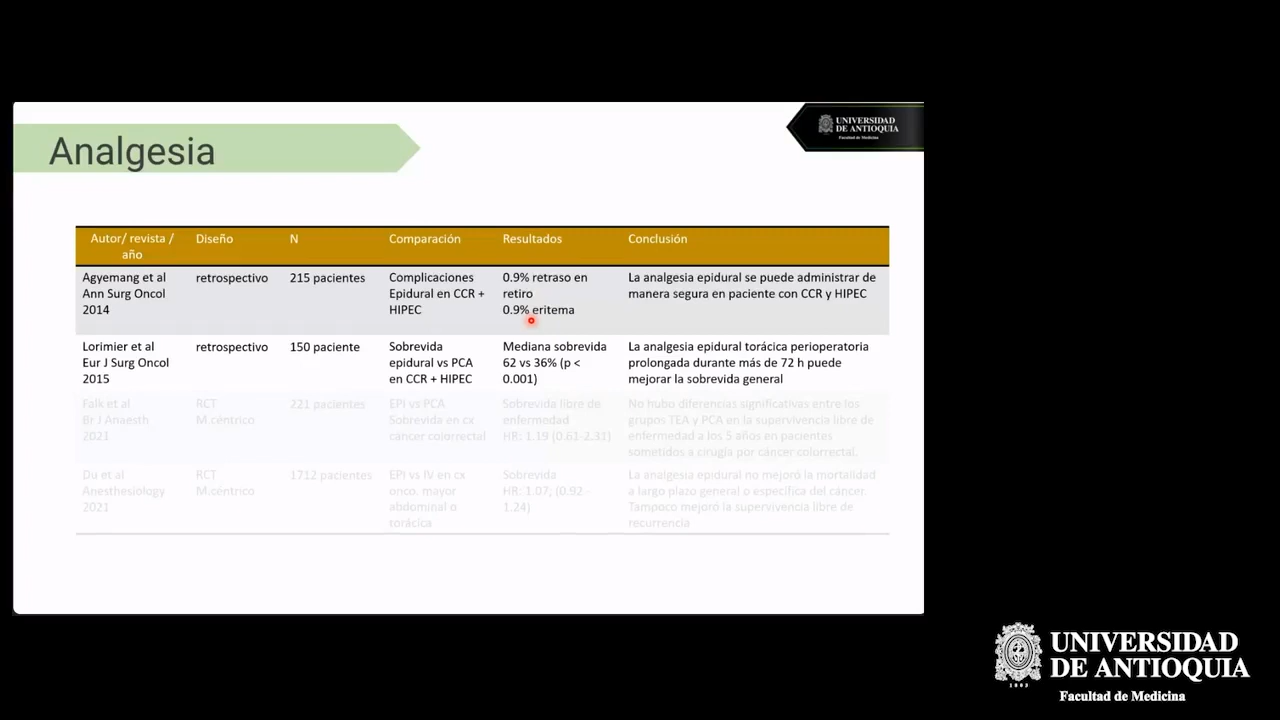 Analgesia
UNIVERSIDAD
DE ANTIOQUIA
Facultad de Medicina
Autor/ revista /
año
Diseño
N
Comparación
Resultados
Conclusión
Agyemang et al
Ann Surg Oncol
2014
retrospectivo
215 pacientes
Complicaciones
Epidural en CCR +
HIPEC
0.9% retraso en
retiro
0.9% eritema
La analgesia epidural se puede administrar de
manera segura en paciente con CCR y HIPEC
Lorimier et al
Eur J Surg Oncol
2015
retrospectivo
150 paciente
Sobrevida
epidural vs PCA
en CCR + HIPEC
Mediana sobrevida
62 vs 36% (p <
0.001)
La analgesia epidural torácica perioperatoria
prolongada durante más de 72 h puede
mejorar la sobrevida general
Falk et al
Br J Anaesth
2021
RCT
M.céntrico
221 pacientes
EPI vs PCA
Sobrevida en cx
cáncer colorrectal
Sobrevida libre de
enfermedad
HR: 1.19 (0.61-2.31)
No hubo diferencias significativas entre los
grupos TEA y PCA en la supervivencia libre de
enfermedad a los 5 años en pacientes
sometidos a cirugía por cáncer colorrectal.
Du et al
Anesthesiology
2021
RCT
M.céntrico
1712 pacientes
EPI vs IV en cx
onco. mayor
abdominal o
torácica
Sobrevida
HR: 1.07; (0.92 -
1.24)
La analgesia epidural no mejoró la mortalidad
a largo plazo general o específica del cáncer.
Tampoco mejoró la supervivencia libre de
recurrencia
UNIVERSIDAD
DE ANTIOQUIA
1803
Facultad de Medicina